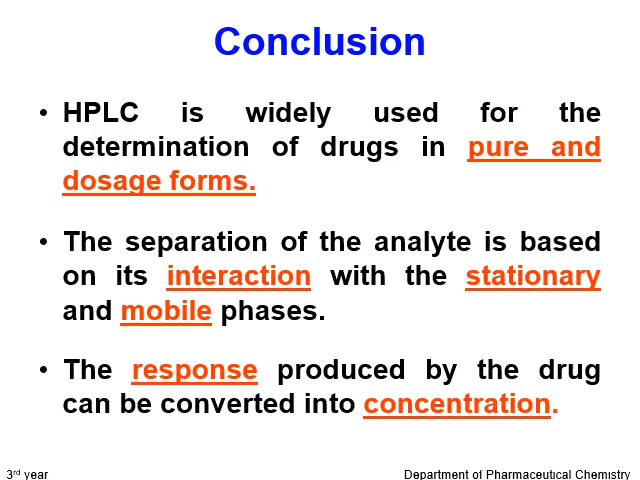 Conclusion
• HPLC is widely used for the
determination of drugs in pure and
dosage forms.
• The separation of the analyte is based
on its interaction with the stationary
and mobile phases.
• The response produced by the drug
can be converted into concentration.
3rd year
Department of Pharmaceutical Chemistry